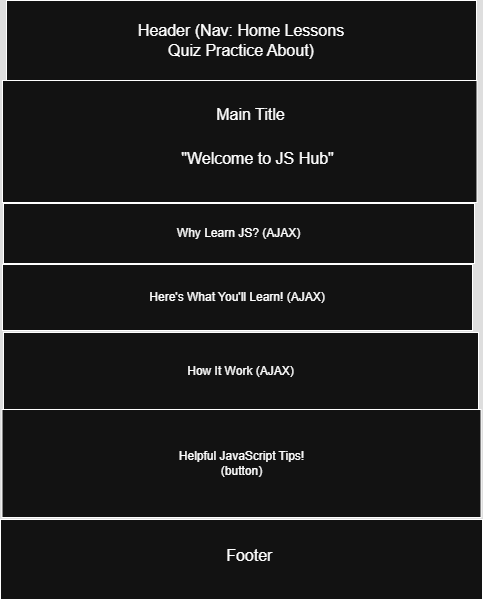 Header (Nav: Home Lessons
Quiz Practice About)
Main Title
"Welcome to JS Hub"
Why Learn JS? (AJAX)
Here's What You'll Learn! (AJAX)
How It Work (AJAX)
Helpful JavaScript Tips!
(button)
Footer